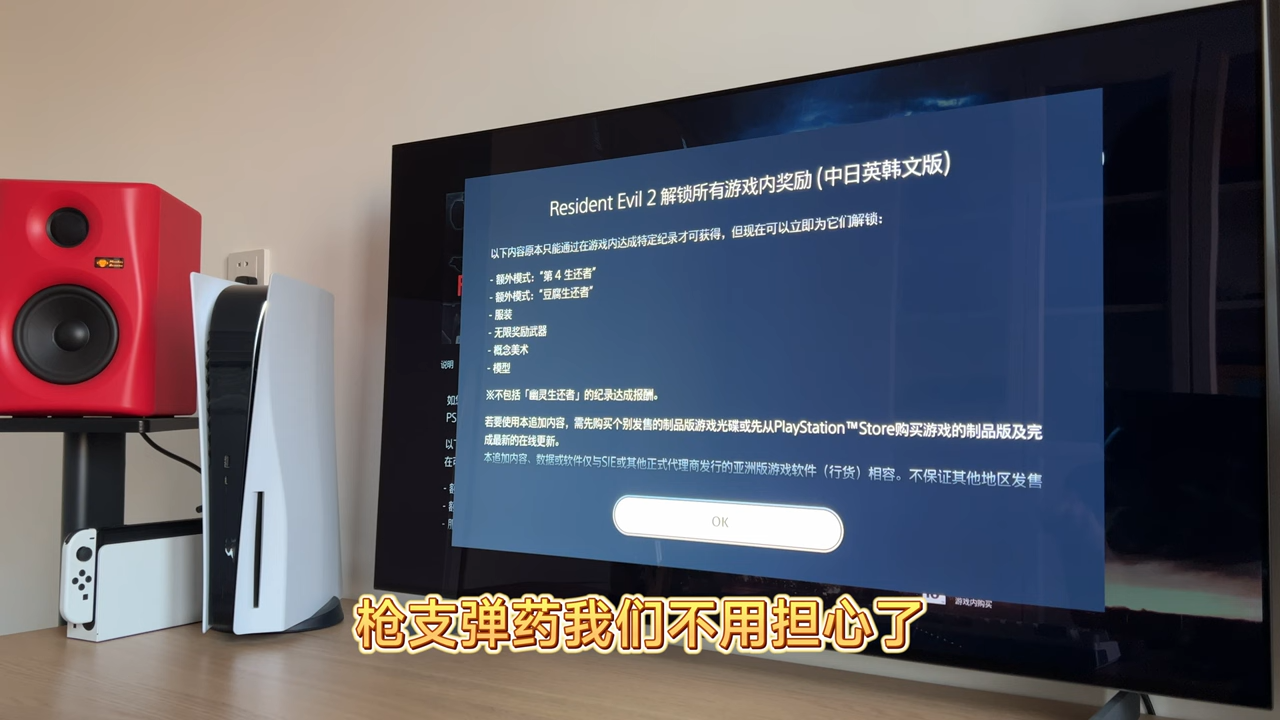 Resident Evil 2 解锁所有游戏内奖励 (中日英韩文版)
以下内容原本只能通过在游戏内达成特定纪录才可获得，但现在可以立即为它们解锁：
- 额外模式：“第 4 生还者”
- 额外模式：“豆腐生还者”
- 服装
- 无限奖励武器
- 概念美术
- 模型
※不包括「幽灵生还者」的纪录达成报酬。
若要使用本追加内容，需先购买个别发售的制品版游戏光碟或先从PlayStation™Store购买游戏的制品版及完
成最新的在线更新。
本追加内容、数据或软件仅与SIE或其他正式代理商发行的亚洲版游戏软件（行货）相容。不保证其他地区发售
OK
说明
PS
以
在
游戏内购买
枪支弹药我们不用担心了